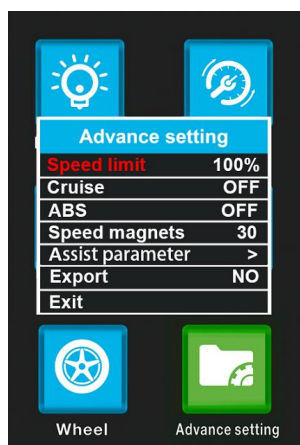 Advance setting
Speed limit 100%
Cruise OFF
ABS OFF
Speed magnets 30
Assist parameter >
Export NO
Exit
Wheel Advance setting